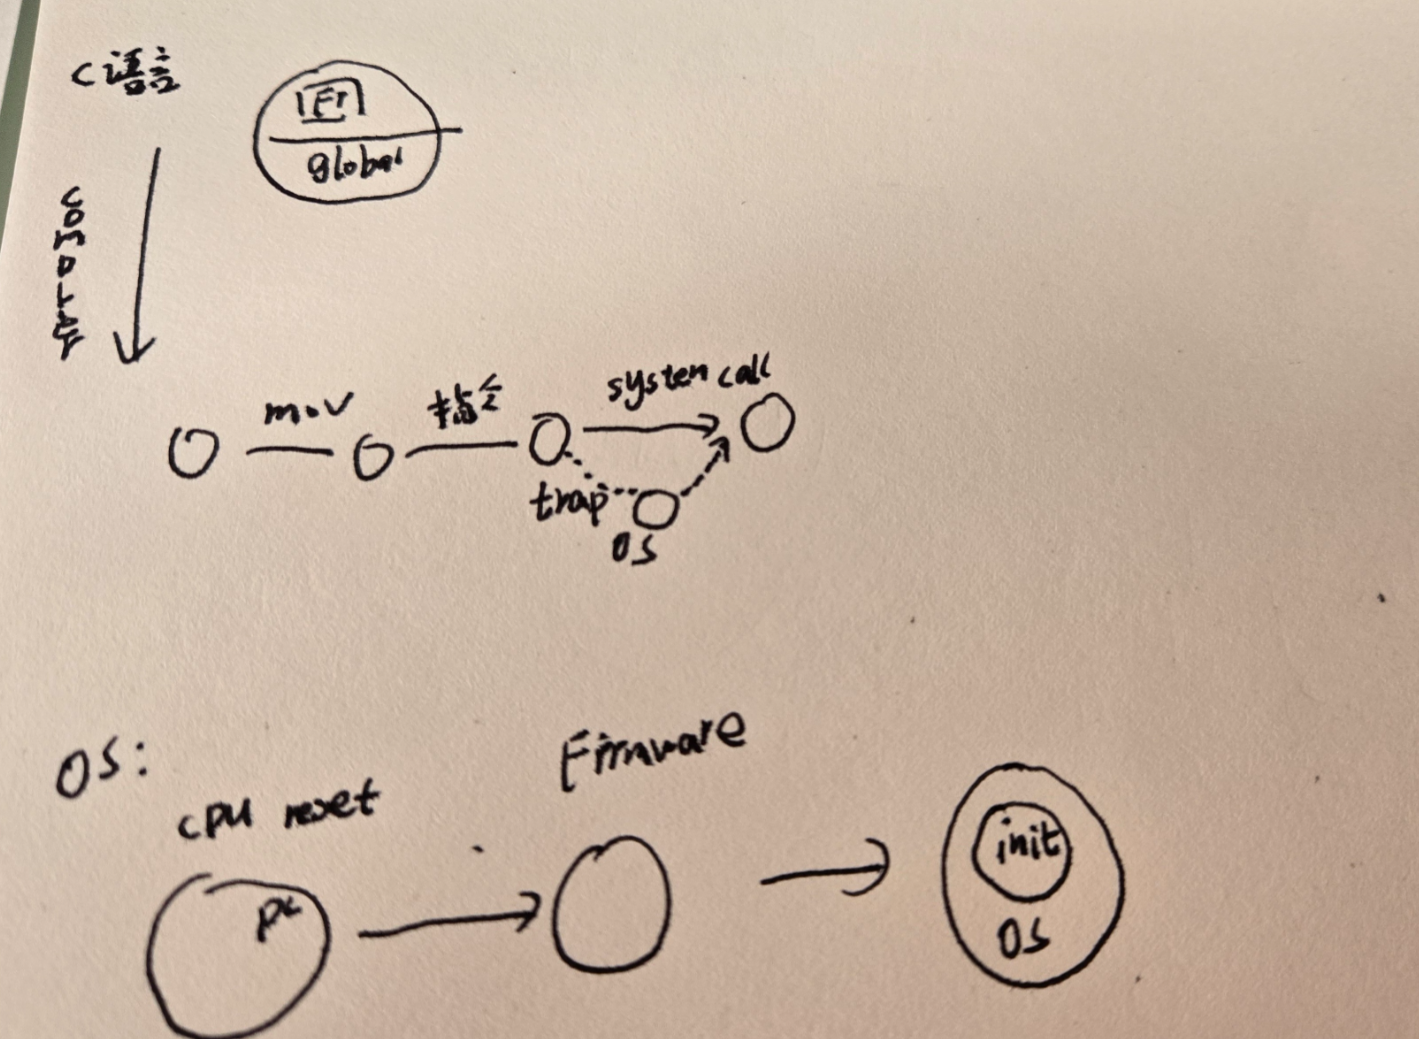 C语言
F1
global
compiler
mov
指令
system call
trap
OS
OS:
CPU reset
Firmware
PC
init
OS